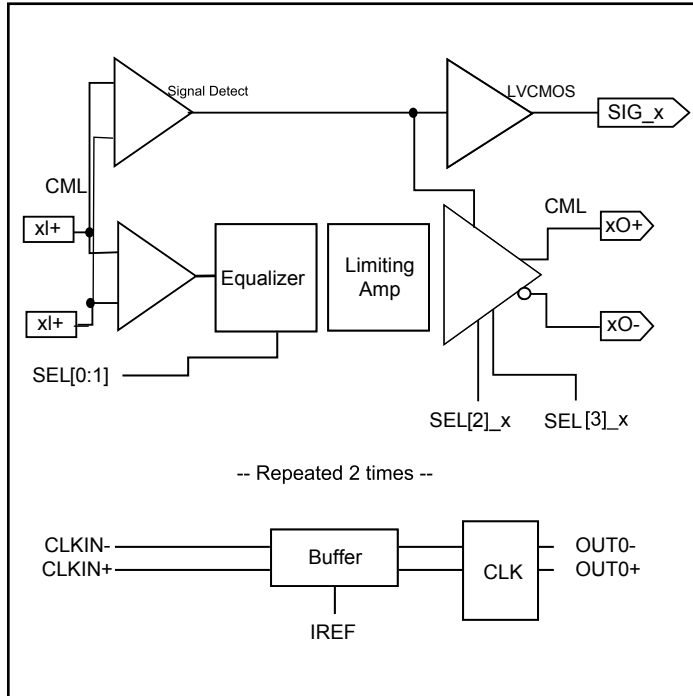 Signal Detect
LVCMOS
SIG_x
CML
xI+
CML
xO+
Equalizer
Limiting
Amp
xI+
xO-
SEL[0:1]
SEL[2]_x
SEL[3]_x
-- Repeated 2 times --
CLKIN-
CLKIN+
Buffer
CLK
OUT0-
OUT0+
IREF